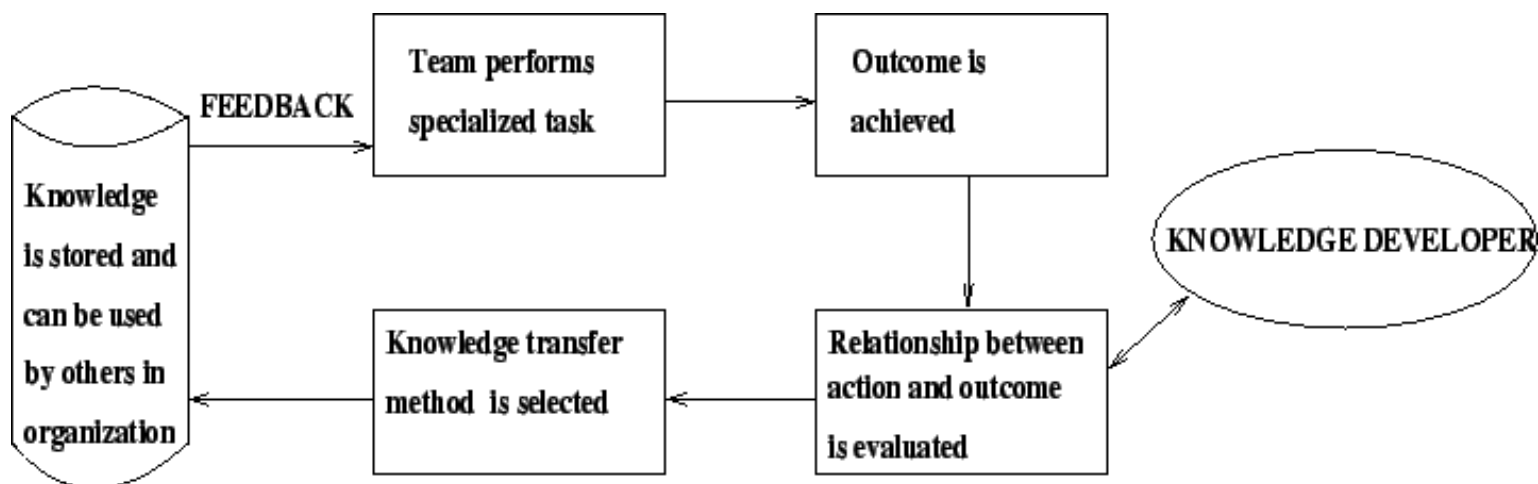 FEEDBACK
Team performs
specialized task
Outcome is
achieved
KNOWLEDGE DEVELOPER
Relationship between
action and outcome
is evaluated
Knowledge transfer
method is selected
Knowledge
is stored and
can be used
by others in
organization